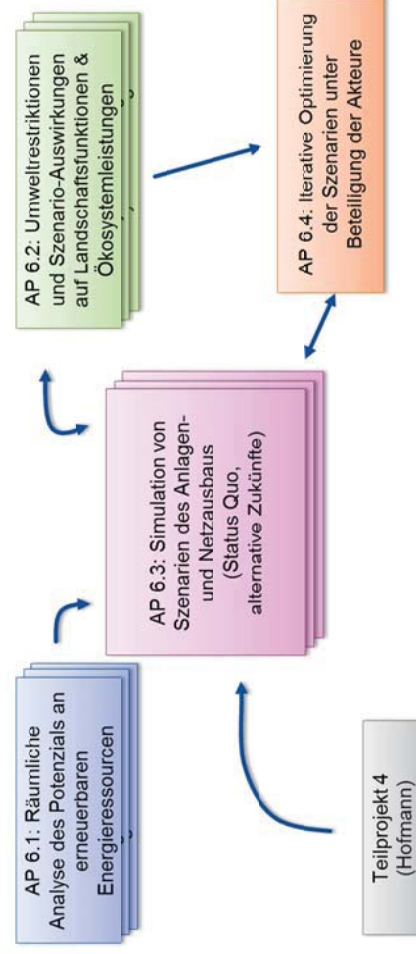 AP 6.1: Räumliche
Analyse des Potenzials an
erneuerbaren
Energieressourcen
AP 6.2: Umweltrestriktionen
und Szenario-Auswirkungen
auf Landschaftsfunktionen &
Ökosystemleistungen
AP 6.3: Simulation von
Szenarien des Anlagen-
und Netzausbaus
(Status Quo,
alternative Zukünfte)
Teilprojekt 4
(Hofmann)
AP 6.4: Iterative Optimierung
der Szenarien unter
Beteiligung der Akteure